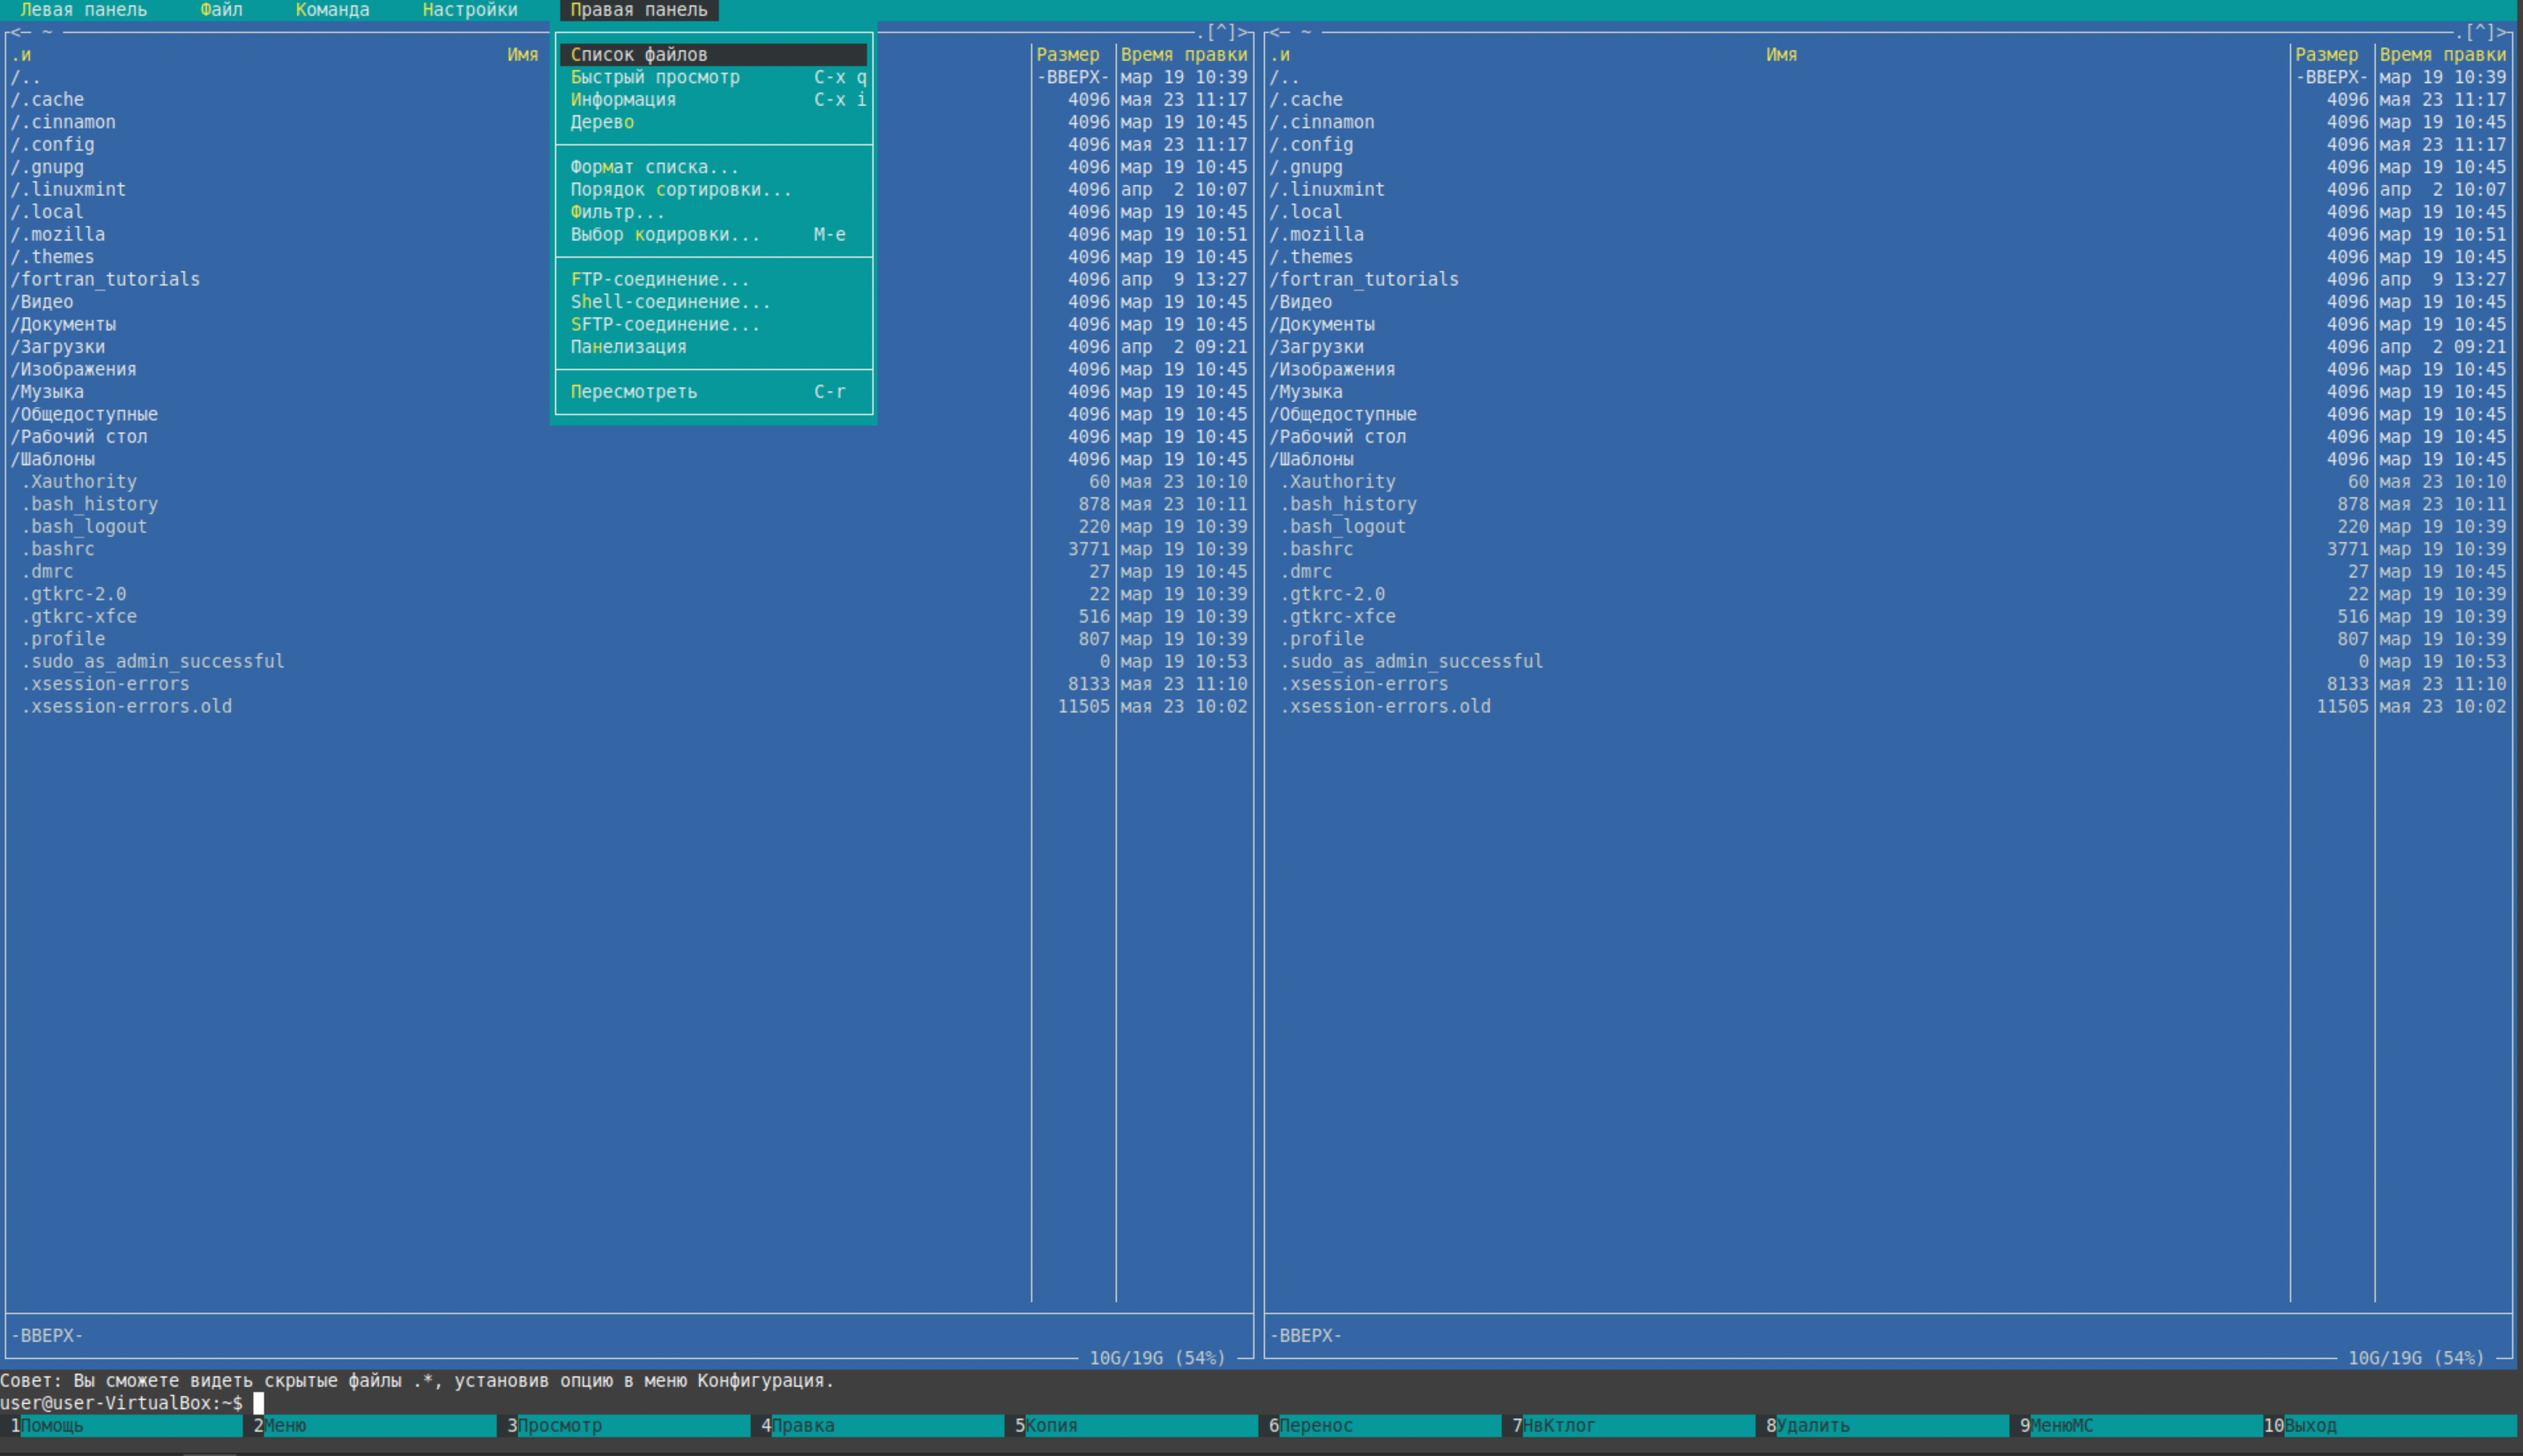 Левая панель Файл Команда Настройки Правая панель
<─ ~ .[^]> <─ ~ .[^]>
.и Имя Список файлов Размер Время правки .и Имя Размер Время правки
/.. Быстрый просмотр C-x q -ВВЕРХ- мар 19 10:39 /.. -ВВЕРХ- мар 19 10:39
/.cache Информация C-x i 4096 мая 23 11:17 /.cache 4096 мая 23 11:17
/.cinnamon Дерево 4096 мар 19 10:45 /.cinnamon 4096 мар 19 10:45
/.config 4096 мая 23 11:17 /.config 4096 мая 23 11:17
/.gnupg Формат списка... 4096 мар 19 10:45 /.gnupg 4096 мар 19 10:45
/.linuxmint Порядок сортировки... 4096 апр 2 10:07 /.linuxmint 4096 апр 2 10:07
/.local Фильтр... 4096 мар 19 10:45 /.local 4096 мар 19 10:45
/.mozilla Выбор кодировки... M-e 4096 мар 19 10:51 /.mozilla 4096 мар 19 10:51
/.themes 4096 мар 19 10:45 /.themes 4096 мар 19 10:45
/fortran_tutorials FTP-соединение... 4096 апр 9 13:27 /fortran_tutorials 4096 апр 9 13:27
/Видео Shell-соединение... 4096 мар 19 10:45 /Видео 4096 мар 19 10:45
/Документы SFTP-соединение... 4096 мар 19 10:45 /Документы 4096 мар 19 10:45
/Загрузки Панелизация 4096 апр 2 09:21 /Загрузки 4096 апр 2 09:21
/Изображения 4096 мар 19 10:45 /Изображения 4096 мар 19 10:45
/Музыка Пересмотреть C-r 4096 мар 19 10:45 /Музыка 4096 мар 19 10:45
/Общедоступные 4096 мар 19 10:45 /Общедоступные 4096 мар 19 10:45
/Рабочий стол 4096 мар 19 10:45 /Рабочий стол 4096 мар 19 10:45
/Шаблоны 4096 мар 19 10:45 /Шаблоны 4096 мар 19 10:45
.Xauthority 60 мая 23 10:10 .Xauthority 60 мая 23 10:10
.bash_history 878 мая 23 10:11 .bash_history 878 мая 23 10:11
.bash_logout 220 мар 19 10:39 .bash_logout 220 мар 19 10:39
.bashrc 3771 мар 19 10:39 .bashrc 3771 мар 19 10:39
.dmrc 27 мар 19 10:45 .dmrc 27 мар 19 10:45
.gtkrc-2.0 22 мар 19 10:39 .gtkrc-2.0 22 мар 19 10:39
.gtkrc-xfce 516 мар 19 10:39 .gtkrc-xfce 516 мар 19 10:39
.profile 807 мар 19 10:39 .profile 807 мар 19 10:39
.sudo_as_admin_successful 0 мар 19 10:53 .sudo_as_admin_successful 0 мар 19 10:53
.xsession-errors 8133 мая 23 11:10 .xsession-errors 8133 мая 23 11:10
.xsession-errors.old 11505 мая 23 10:02 .xsession-errors.old 11505 мая 23 10:02
-ВВЕРХ- -ВВЕРХ-
10G/19G (54%) 10G/19G (54%)
Совет: Вы сможете видеть скрытые файлы .*, установив опцию в меню Конфигурация.
user@user-VirtualBox:~$
1Помощь 2Меню 3Просмотр 4Правка 5Копия 6Перенос 7НвКтлог 8Удалить 9МенюМС 10Выход